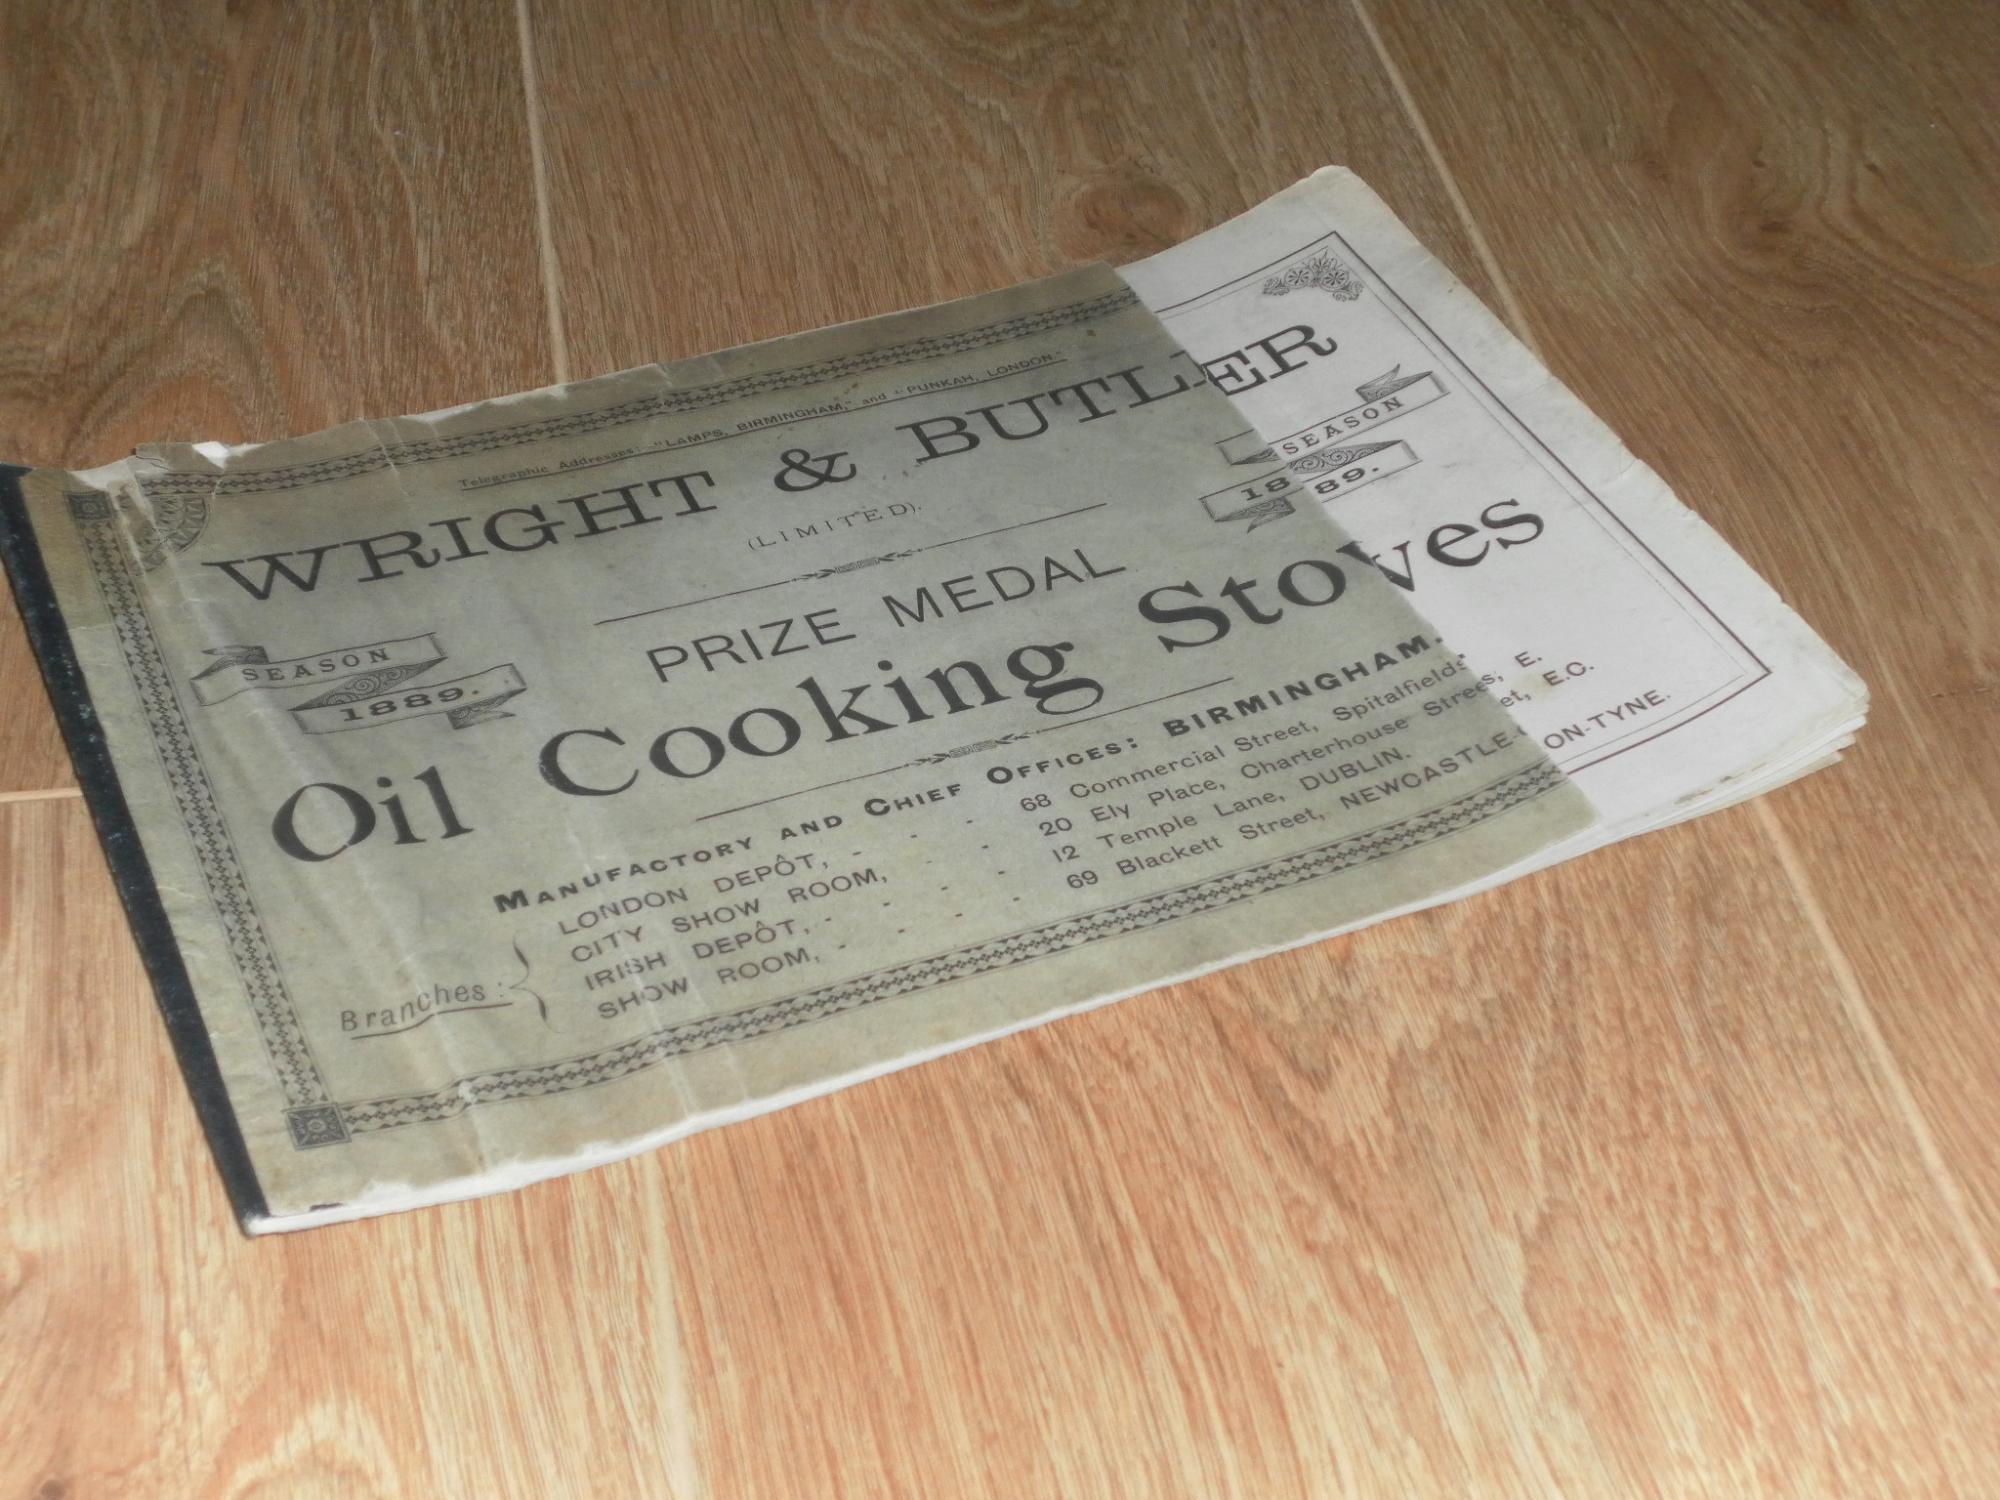 Telegraphic Addresses: "LAMPS, BIRMINGHAM," and "PUNKAH, LONDON."
WRIGHT & BUTLER
(LIMITED).
SEASON
1889.
SEASON
1889.
PRIZE MEDAL
Oil Cooking Stoves
MANUFACTORY AND CHIEF OFFICES: BIRMINGHAM.
Branches:
LONDON DEPÔT, - - - 68 Commercial Street, Spitalfields, E.
CITY SHOW ROOM, - - 20 Ely Place, Charterhouse Street, E.C.
IRISH DEPÔT, - - - - 12 Temple Lane, DUBLIN.
SHOW ROOM, - - - - 69 Blackett Street, NEWCASTLE-ON-TYNE.